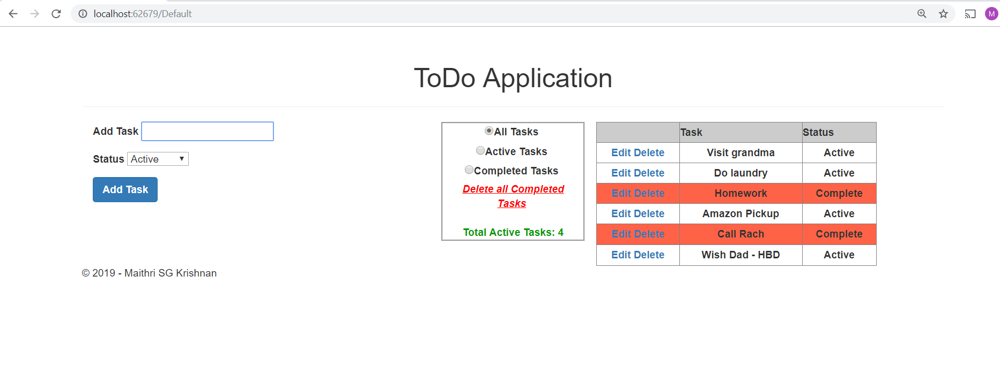 localhost:62679/Default
M
ToDo Application
Add Task
Status Active
Add Task
All Tasks
Active Tasks
Completed Tasks
Delete all Completed
Tasks
Total Active Tasks: 4
Task Status
Edit Delete Visit grandma Active
Edit Delete Do laundry Active
Edit Delete Homework Complete
Edit Delete Amazon Pickup Active
Edit Delete Call Rach Complete
Edit Delete Wish Dad - HBD Active
© 2019 - Maithri SG Krishnan